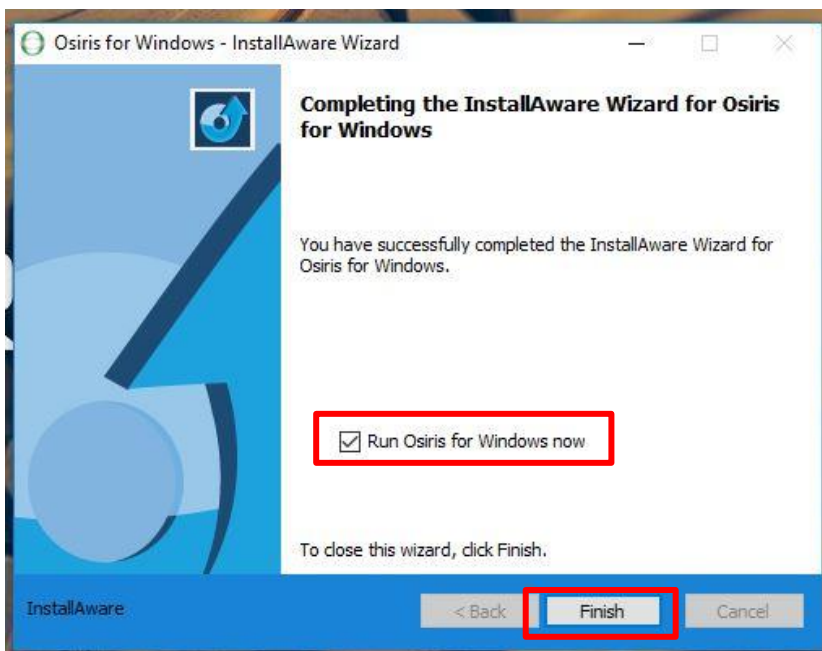 Osiris for Windows - InstallAware Wizard
Completing the InstallAware Wizard for Osiris
for Windows
You have successfully completed the InstallAware Wizard for
Osiris for Windows.
Run Osiris for Windows now
To close this wizard, click Finish.
InstallAware
< Back
Finish
Cancel